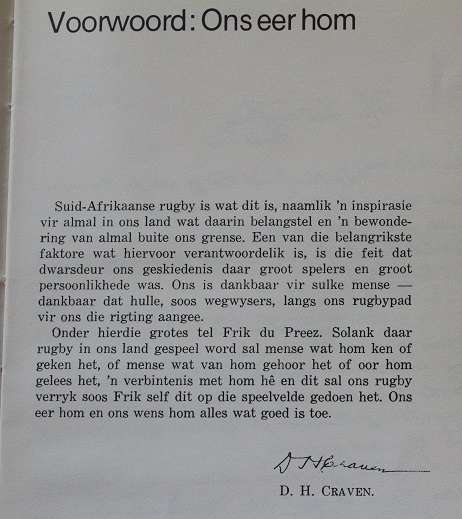 Voorwoord: Ons eer hom
Suid-Afrikaanse rugby is wat dit is, naamlik 'n inspirasie
vir almal in ons land wat daarin belangstel en 'n bewonde-
ring van almal buite ons grense. Een van die belangrikste
faktore wat hiervoor verantwoordelik is, is die feit dat
dwarsdeur ons geskiedenis daar groot spelers en groot
persoonlikhede was. Ons is dankbaar vir sulke mense —
dankbaar dat hulle, soos wegwysers, langs ons rugbypad
vir ons die rigting aangee.
Onder hierdie grotes tel Frik du Preez. Solank daar
rugby in ons land gespeel word sal mense wat hom ken of
geken het, of mense wat van hom gehoor het of oor hom
gelees het, 'n verbintenis met hom hê en dit sal ons rugby
verryk soos Frik self dit op die speelvelde gedoen het. Ons
eer hom en ons wens hom alles wat goed is toe.
D H Craven
D. H. CRAVEN.